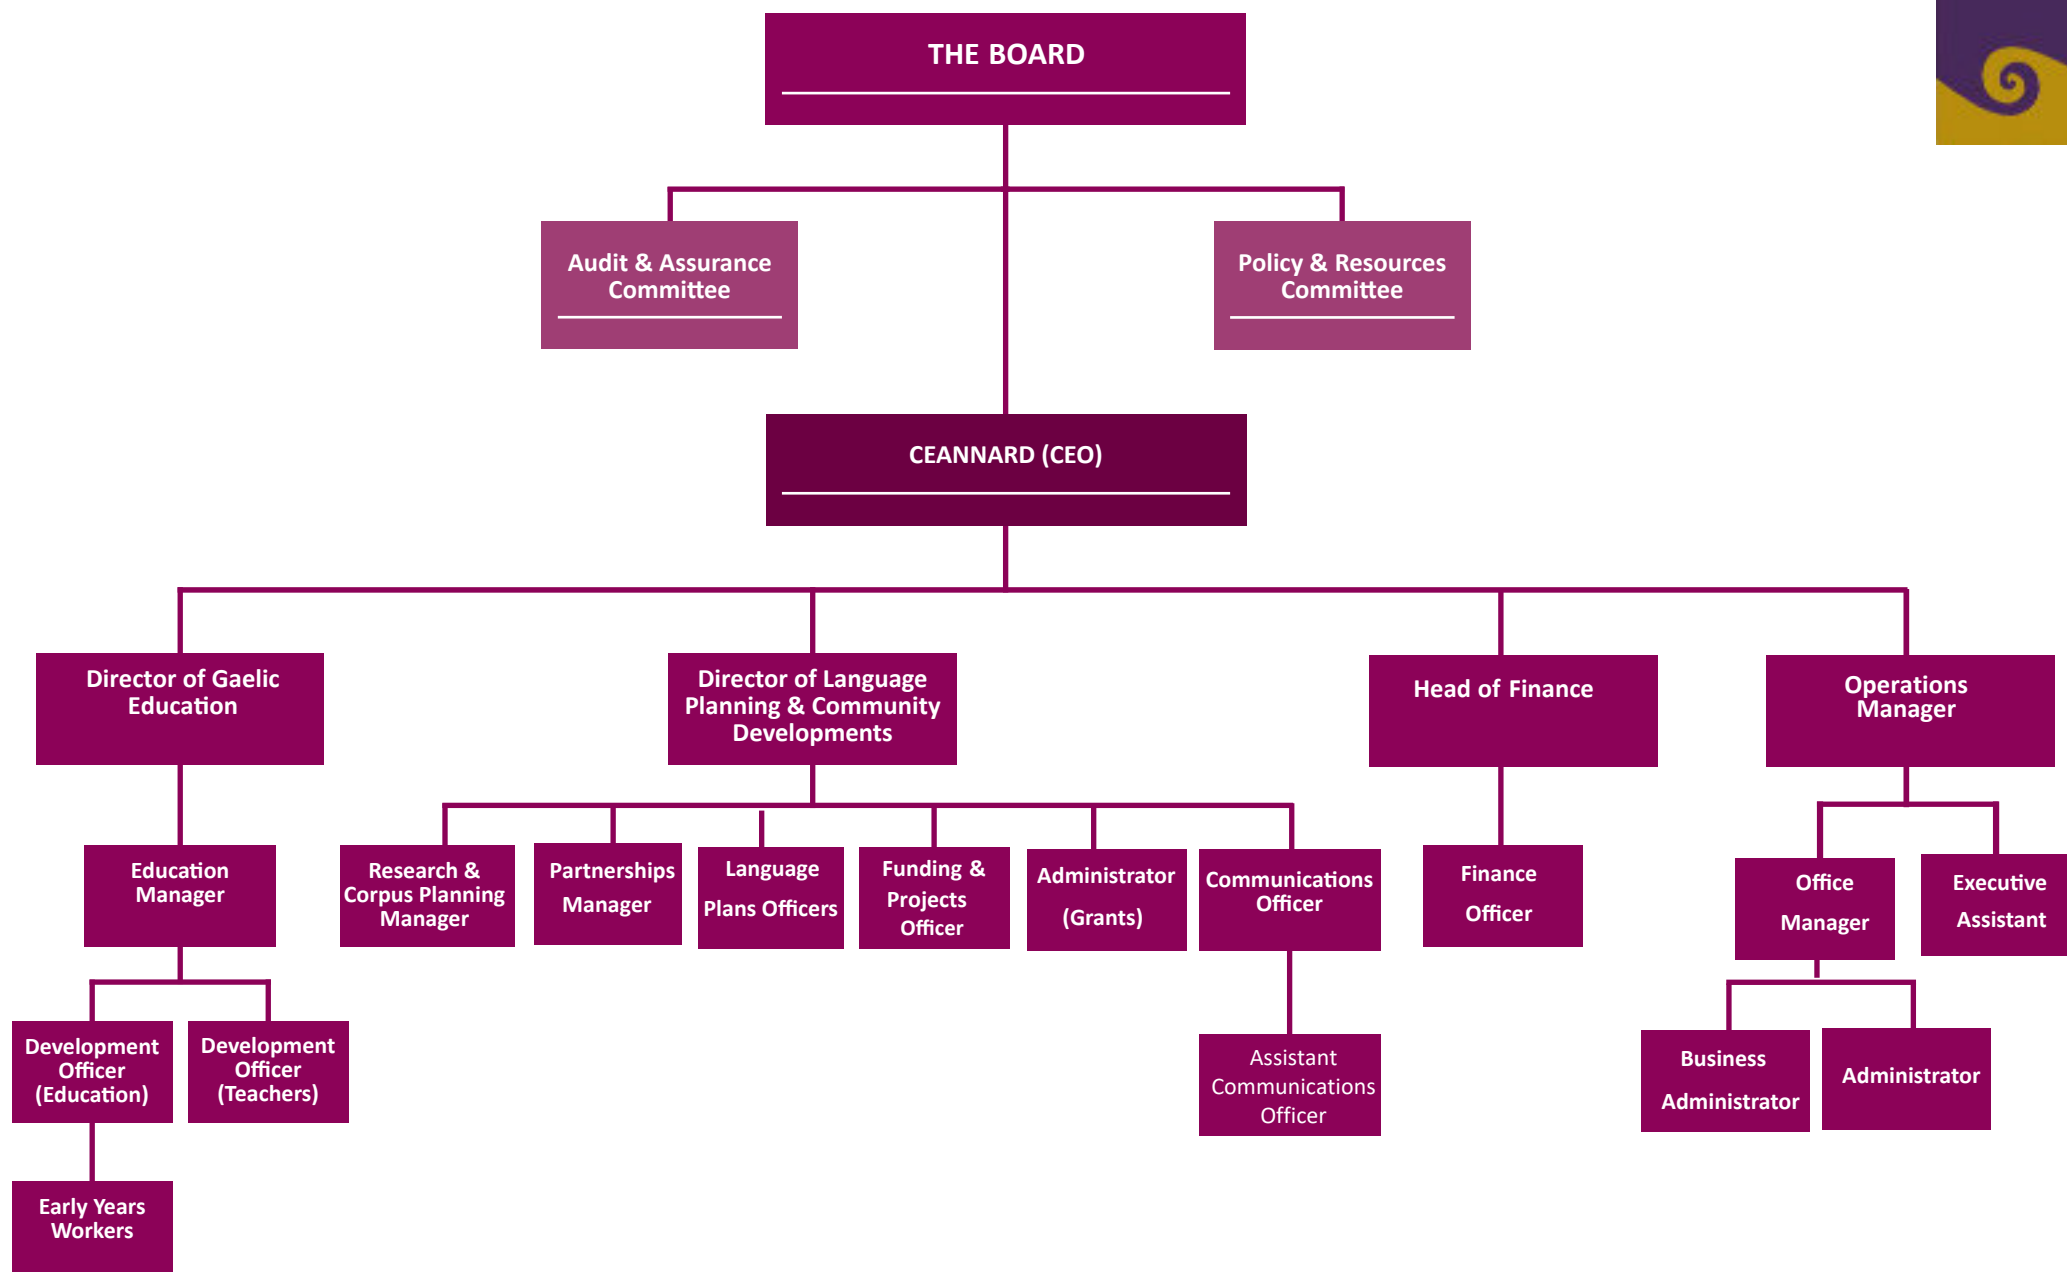 THE BOARD
Audit & Assurance
Committee
Policy & Resources
Committee
CEANNARD (CEO)
Director of Gaelic
Education
Director of Language
Planning & Community
Developments
Head of Finance
Operations
Manager
Education
Manager
Research &
Corpus Planning
Manager
Partnerships
Manager
Language
Plans Officers
Funding &
Projects
Officer
Administrator
(Grants)
Communications
Officer
Finance
Officer
Office
Manager
Executive
Assistant
Development
Officer
(Education)
Development
Officer
(Teachers)
Assistant
Communications
Officer
Business
Administrator
Administrator
Early Years
Workers